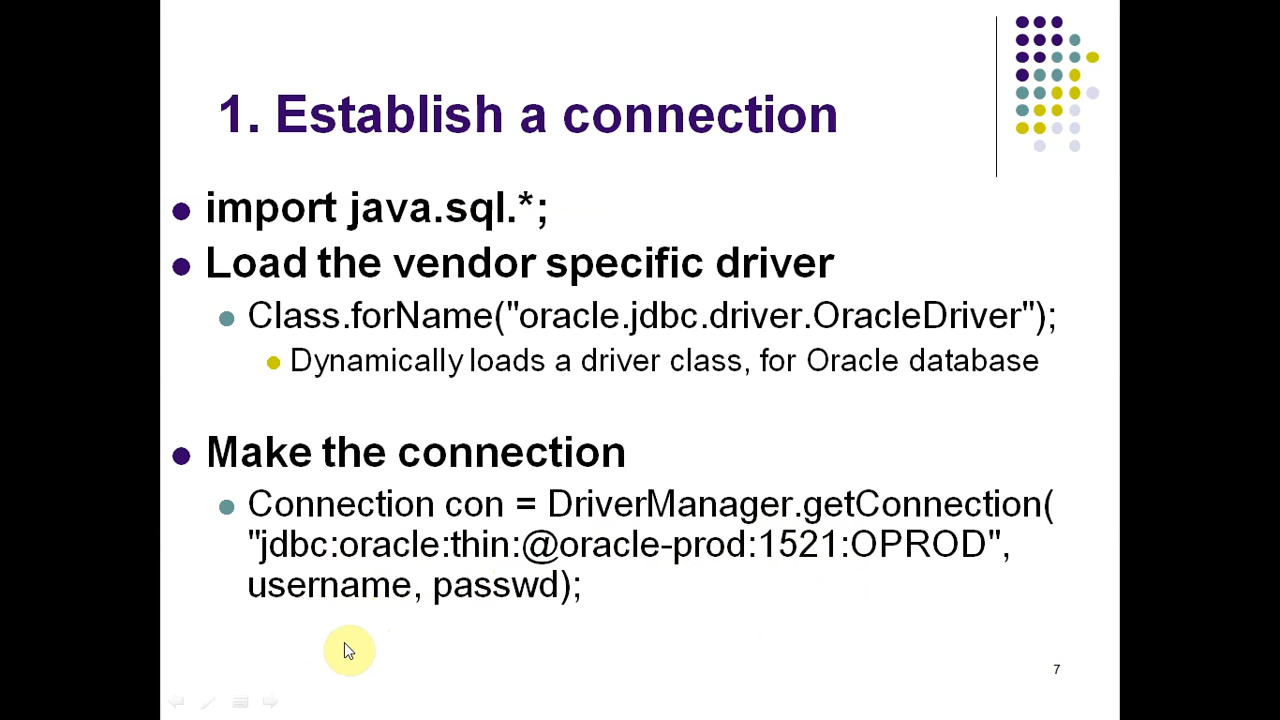 1. Establish a connection
import java.sql.*;
Load the vendor specific driver
Class.forName("oracle.jdbc.driver.OracleDriver");
Dynamically loads a driver class, for Oracle database
Make the connection
Connection con = DriverManager.getConnection(
"jdbc:oracle:thin:@oracle-prod:1521:OPROD",
username, passwd);
7